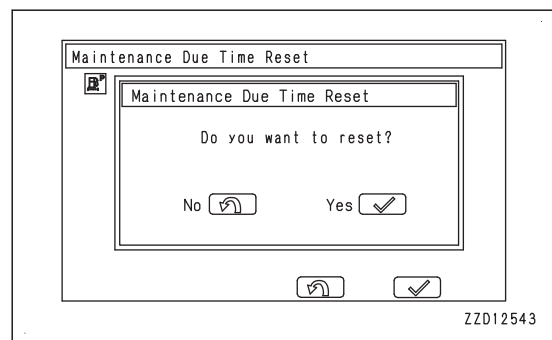 Maintenance Due Time Reset
Maintenance Due Time Reset
Do you want to reset?
No Yes
ZZD12543